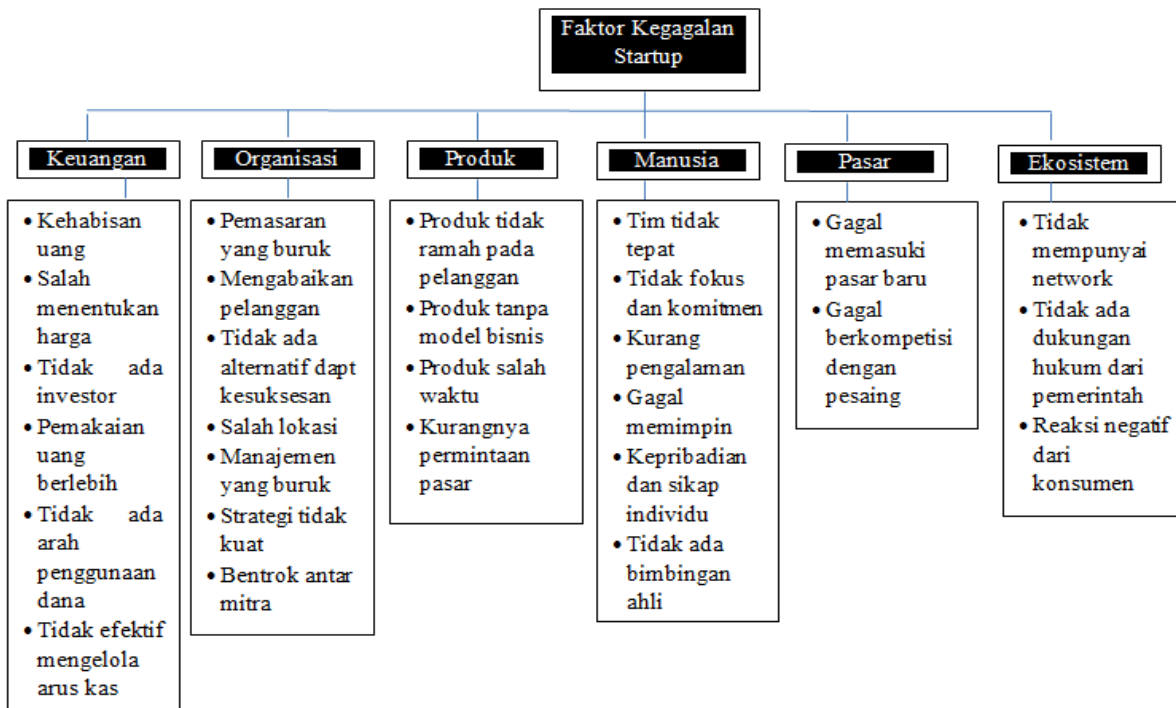 Faktor Kegagalan
Startup
Keuangan
Organisasi
Produk
Manusia
Pasar
Ekosistem
• Kehabisan
uang
• Salah
menentukan
harga
• Tidak ada
investor
• Pemakaian
uang
berlebih
• Tidak ada
arah
penggunaan
dana
• Tidak efektif
mengelola
arus kas
• Pemasaran
yang buruk
• Mengabaikan
pelanggan
• Tidak ada
alternatif dapt
kesuksesan
• Salah lokasi
• Manajemen
yang buruk
• Strategi tidak
kuat
• Bentrok antar
mitra
• Produk tidak
ramah pada
pelanggan
• Produk tanpa
model bisnis
• Produk salah
waktu
• Kurangnya
permintaan
pasar
• Tim tidak
tepat
• Tidak fokus
dan komitmen
• Kurang
pengalaman
• Gagal
memimpin
• Kepribadian
dan sikap
individu
• Tidak ada
bimbingan
ahli
• Gagal
memasuki
pasar baru
• Gagal
berkompetisi
dengan
pesaing
• Tidak
mempunyai
network
• Tidak ada
dukungan
hukum dari
pemerintah
• Reaksi negatif
dari
konsumen